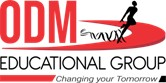 ODM
EDUCATIONAL GROUP
Changing your Tomorrow